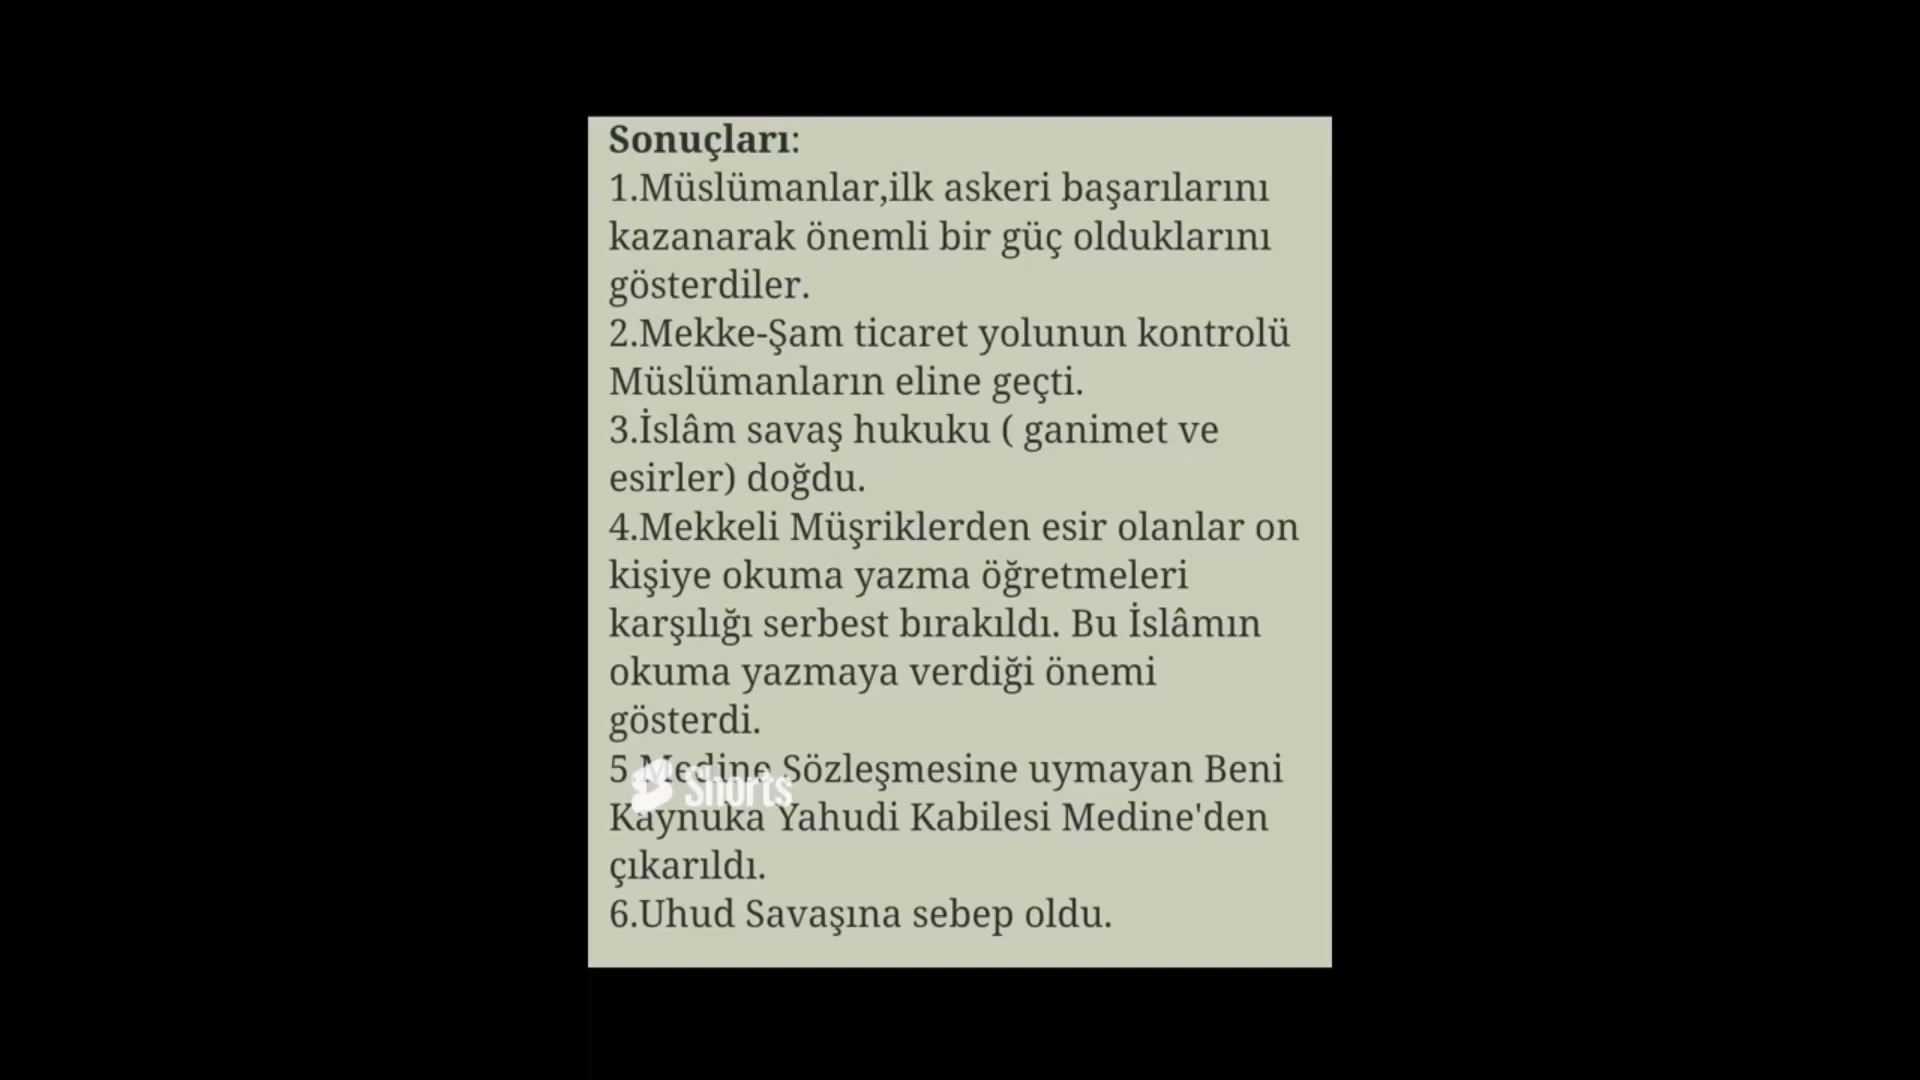 Sonuçları:
1.Müslümanlar,ilk askeri başarılarını
kazanarak önemli bir güç olduklarını
gösterdiler.
2.Mekke-Şam ticaret yolunun kontrolü
Müslümanların eline geçti.
3.İslâm savaş hukuku ( ganimet ve
esirler) doğdu.
4.Mekkeli Müşriklerden esir olanlar on
kişiye okuma yazma öğretmeleri
karşılığı serbest bırakıldı. Bu İslâmın
okuma yazmaya verdiği önemi
gösterdi.
5.Medine Sözleşmesine uymayan Beni
Shorts
Kaynuka Yahudi Kabilesi Medine'den
çıkarıldı.
6.Uhud Savaşına sebep oldu.